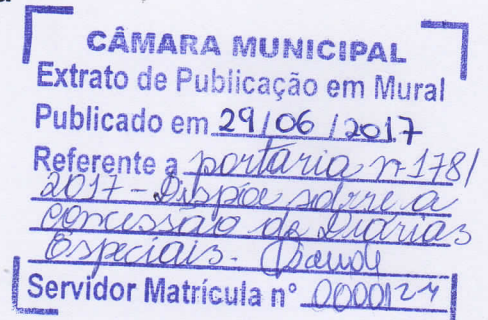 CÂMARA MUNICIPAL
Extrato de Publicação em Mural
Publicado em 29/06/2017
Referente a portaria nº 178/
2017 - Dispõe sobre a
concessão de Diárias
Especiais.
Servidor Matrícula nº